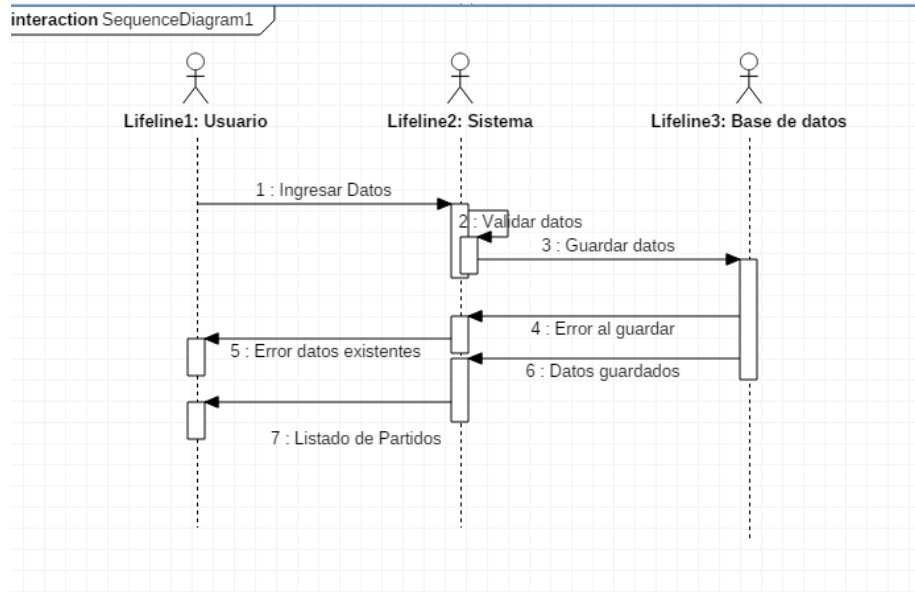 interaction SequenceDiagram1
Lifeline1: Usuario
Lifeline2: Sistema
Lifeline3: Base de datos
1 : Ingresar Datos
2 : Validar datos
3 : Guardar datos
4 : Error al guardar
5 : Error datos existentes
6 : Datos guardados
7 : Listado de Partidos